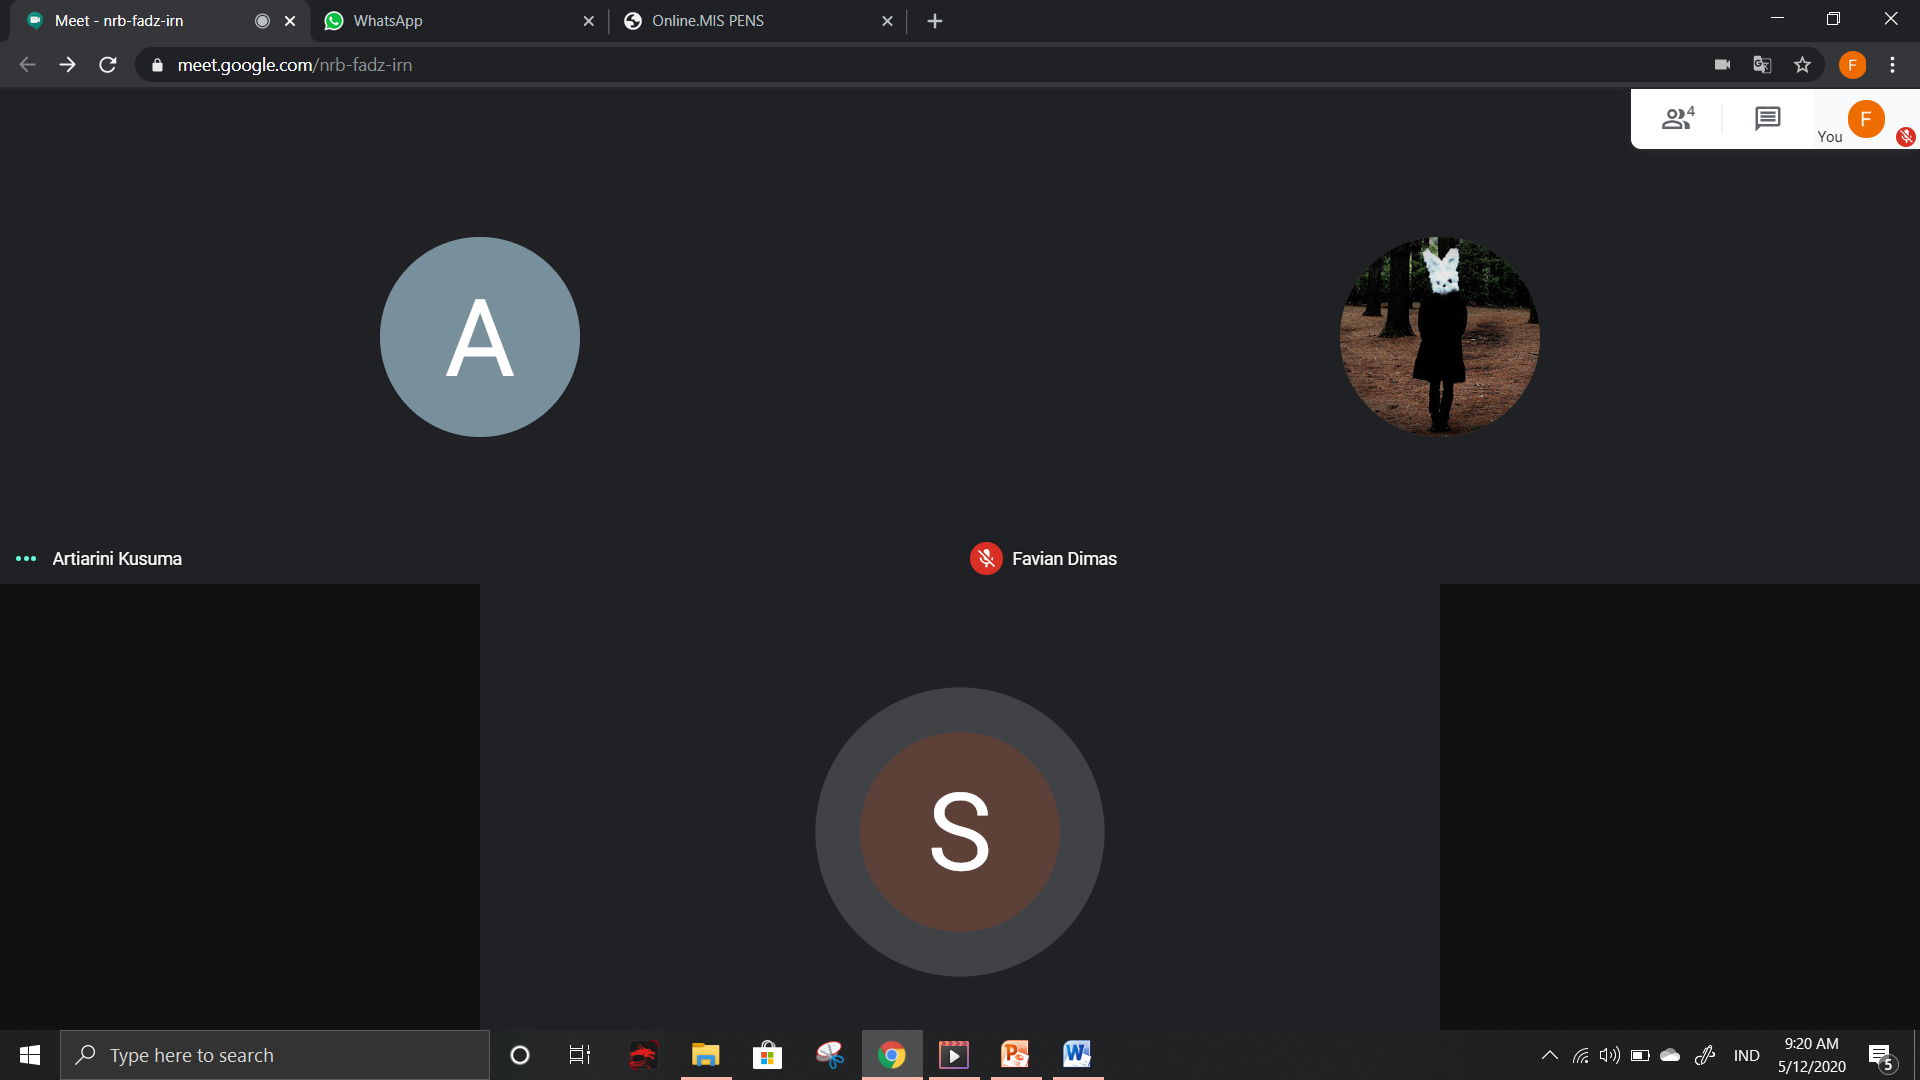 Meet - nrb-fadz-irn
WhatsApp
Online.MIS PENS
meet.google.com/nrb-fadz-irn
F
4
You
F
A
Artiarini Kusuma
Favian Dimas
S
Type here to search
IND
9:20 AM
5/12/2020
5